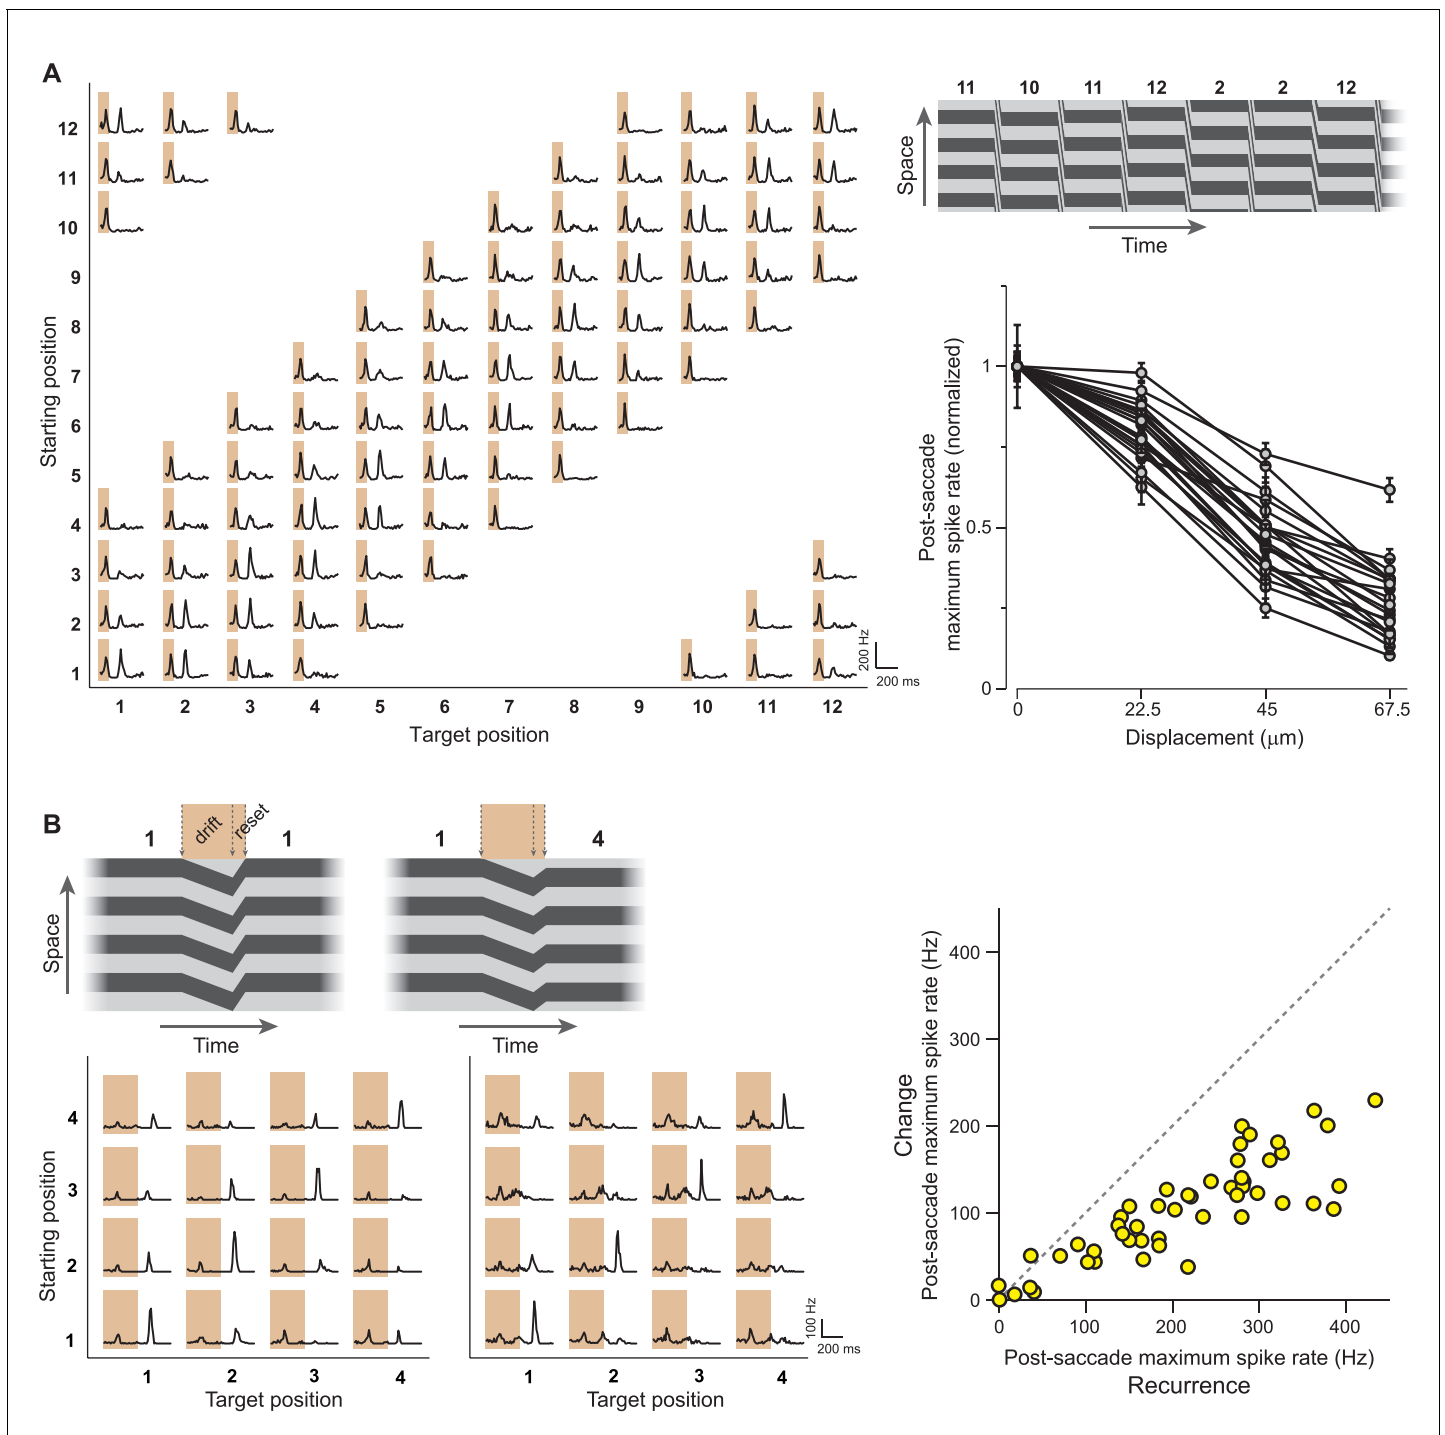 A
12
11
10
9
8
7
6
5
4
3
2
1
Starting position
1 2 3 4 5 6 7 8 9 10 11 12
Target position
200 Hz
200 ms
11 10 11 12 2 2 12
Space
Time
1
0.5
0
Post-saccade
maximum spike rate (normalized)
0 22.5 45 67.5
Displacement (μm)
B
1 drift reset 1
1 4
Space
Time
Time
4
3
2
1
Starting position
1 2 3 4
Target position
1 2 3 4
Target position
100 Hz
200 ms
Change
Post-saccade maximum spike rate (Hz)
400
300
200
100
0
0 100 200 300 400
Post-saccade maximum spike rate (Hz)
Recurrence